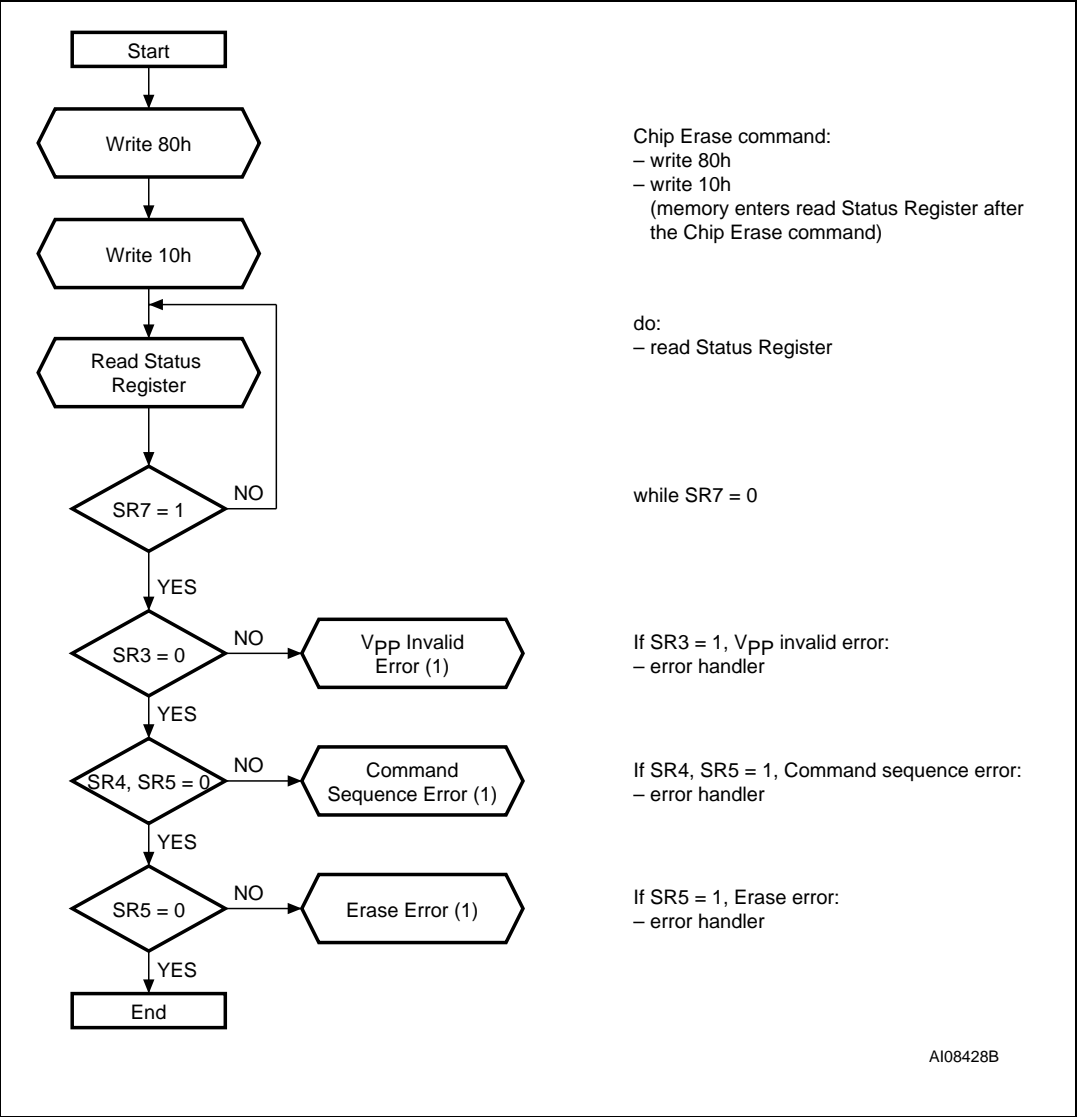 Start
Write 80h
Chip Erase command:
– write 80h
– write 10h
(memory enters read Status Register after
the Chip Erase command)
Write 10h
do:
– read Status Register
Read Status
Register
SR7 = 1
NO
while SR7 = 0
YES
SR3 = 0
NO
VPP Invalid
Error (1)
If SR3 = 1, VPP invalid error:
– error handler
YES
SR4, SR5 = 0
NO
Command
Sequence Error (1)
If SR4, SR5 = 1, Command sequence error:
– error handler
YES
SR5 = 0
NO
Erase Error (1)
If SR5 = 1, Erase error:
– error handler
YES
End
AI08428B